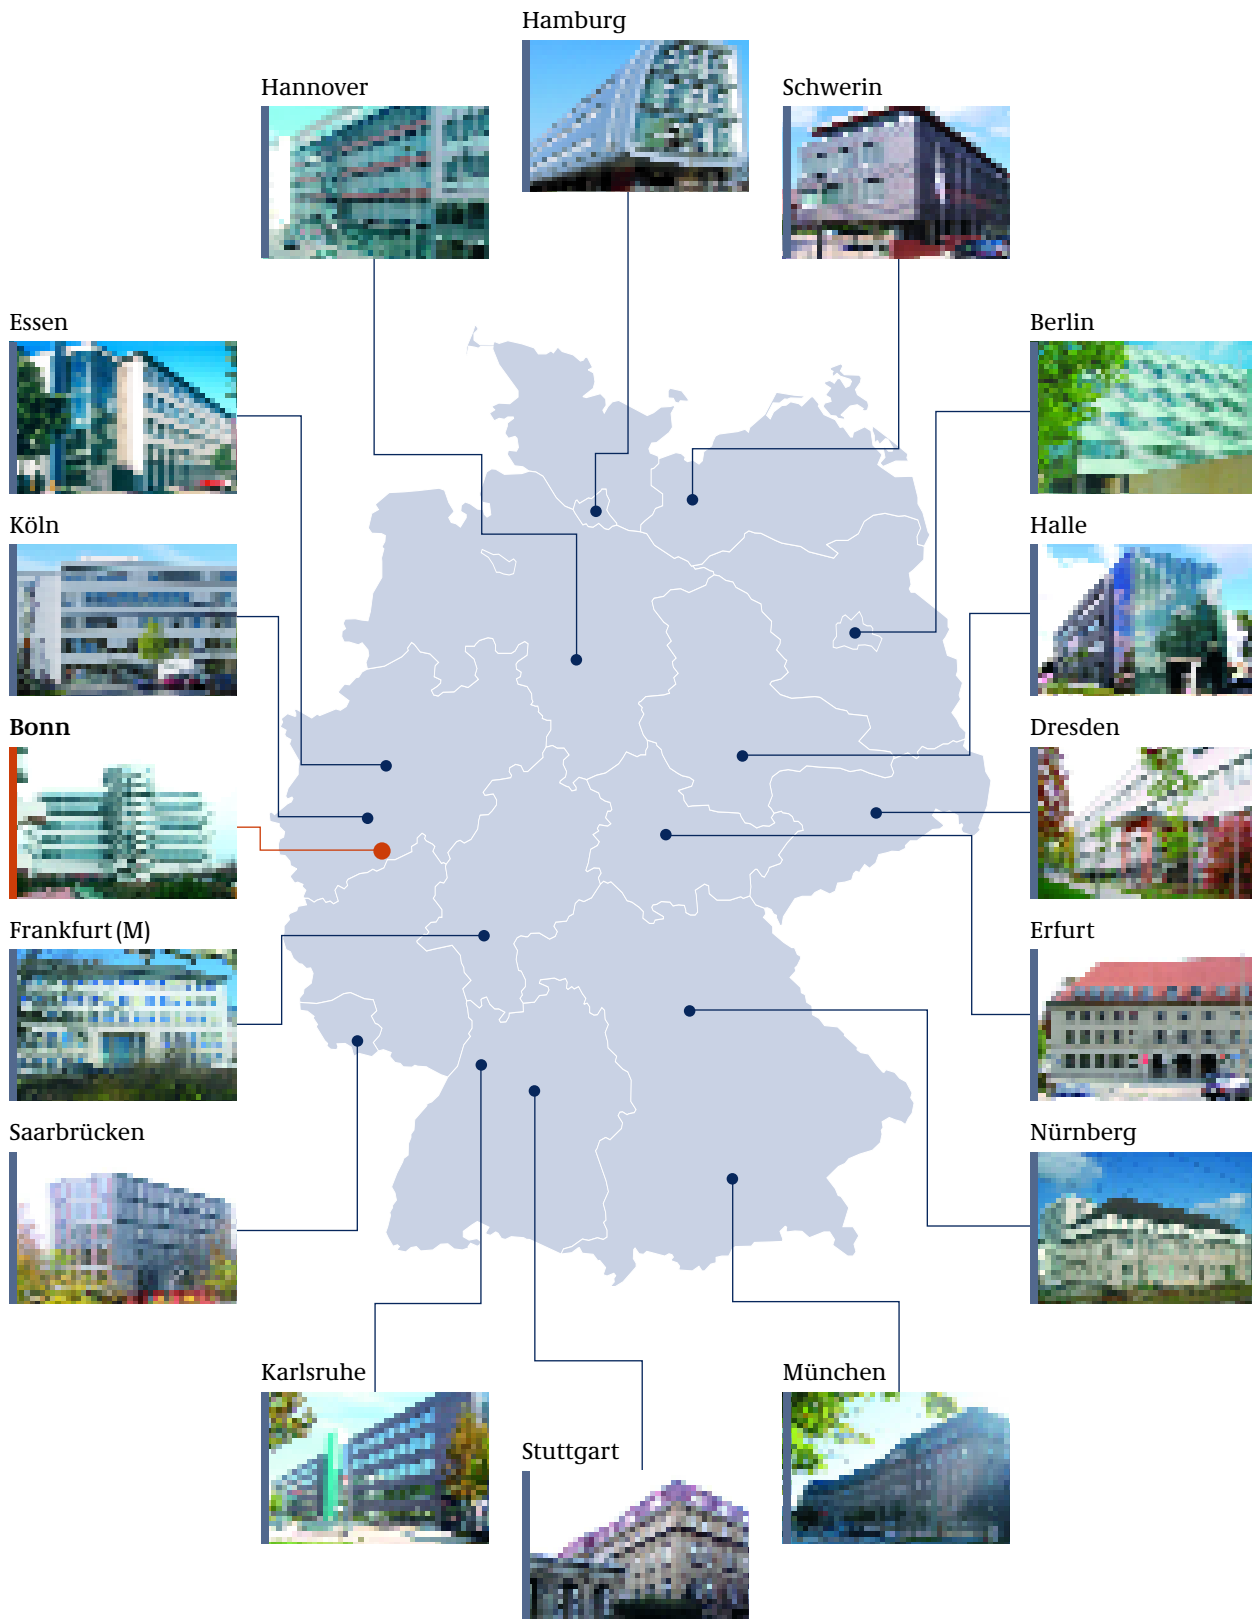 Hamburg
Hannover
Schwerin
Essen
Berlin
Köln
Halle
Bonn
Dresden
Frankfurt (M)
Erfurt
Saarbrücken
Nürnberg
Karlsruhe
München
Stuttgart